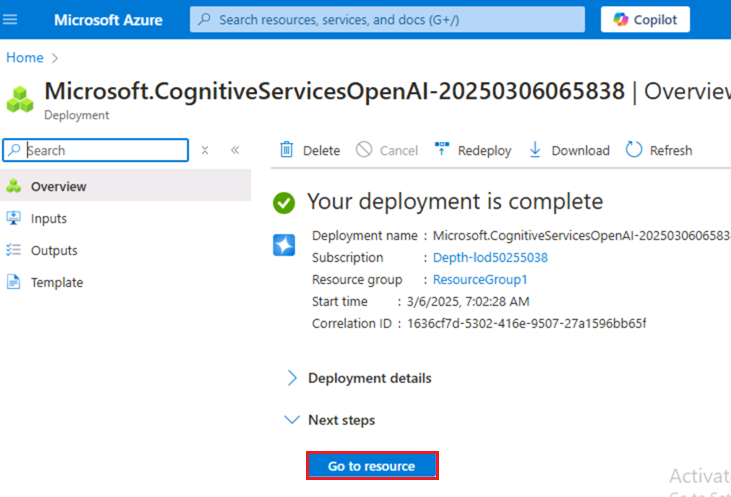 Microsoft Azure
Search resources, services, and docs (G+/)
Copilot
Home
Microsoft.CognitiveServicesOpenAI-20250306065838 | Overview
Deployment
Search
Delete
Cancel
Redeploy
Download
Refresh
Overview
Inputs
Outputs
Template
Your deployment is complete
Deployment name : Microsoft.CognitiveServicesOpenAI-2025030606583
Subscription : Depth-lod50255038
Resource group : ResourceGroup1
Start time : 3/6/2025, 7:02:28 AM
Correlation ID : 1636cf7d-5302-416e-9507-27a1596bb65f
Deployment details
Next steps
Go to resource
Activat